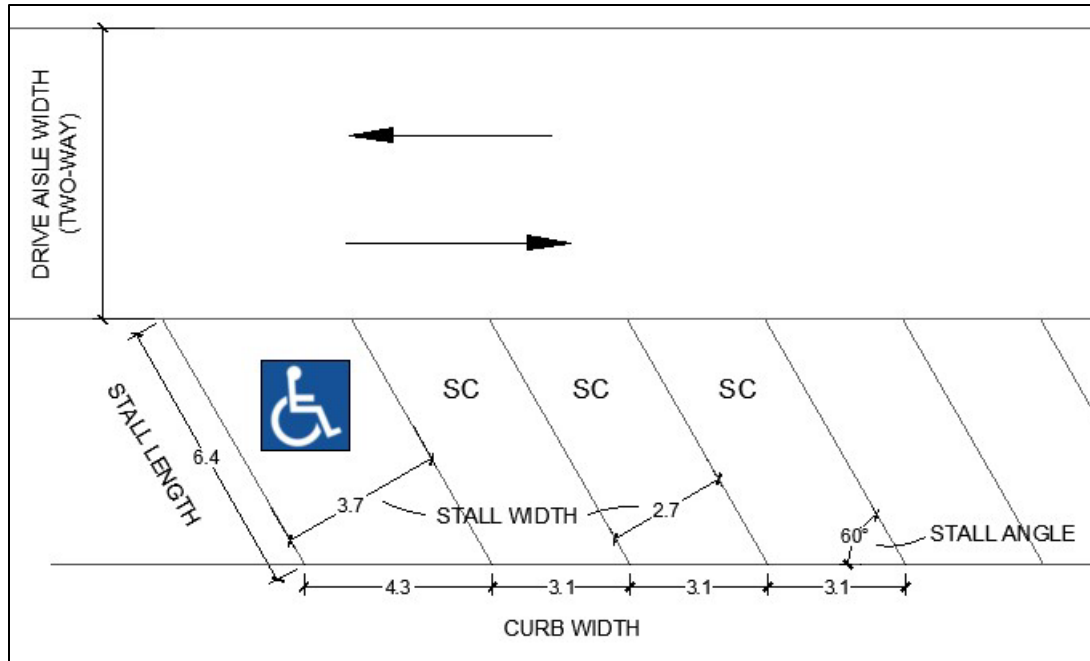 DRIVE AISLE WIDTH
(TWO-WAY)
SC
SC
SC
STALL LENGTH
6.4
3.7
STALL WIDTH
2.7
60°
STALL ANGLE
4.3
3.1
3.1
3.1
CURB WIDTH